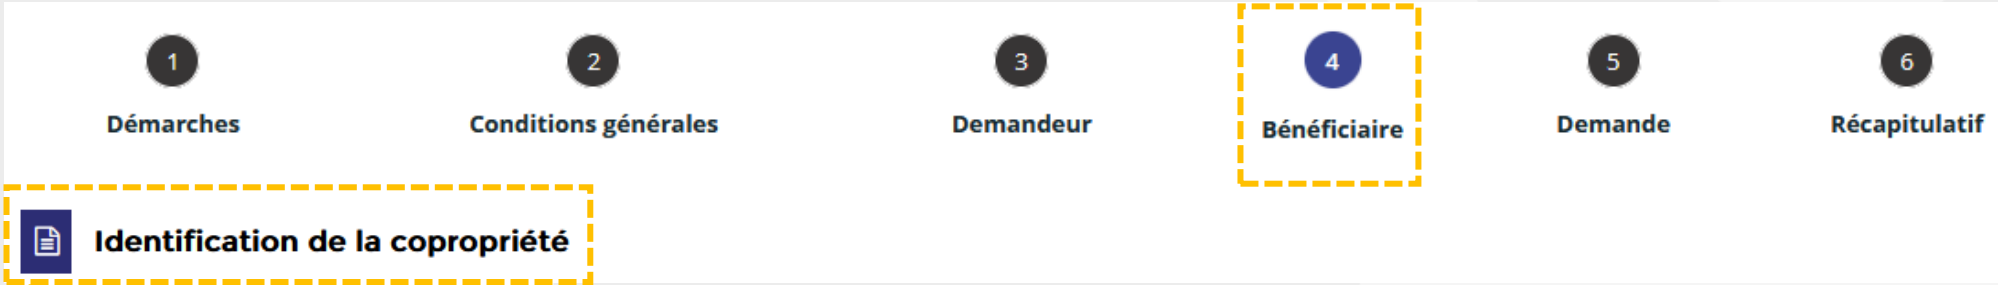 1 2 3 4 5 6
Démarches Conditions générales Demandeur Bénéficiaire Demande Récapitulatif
Identification de la copropriété